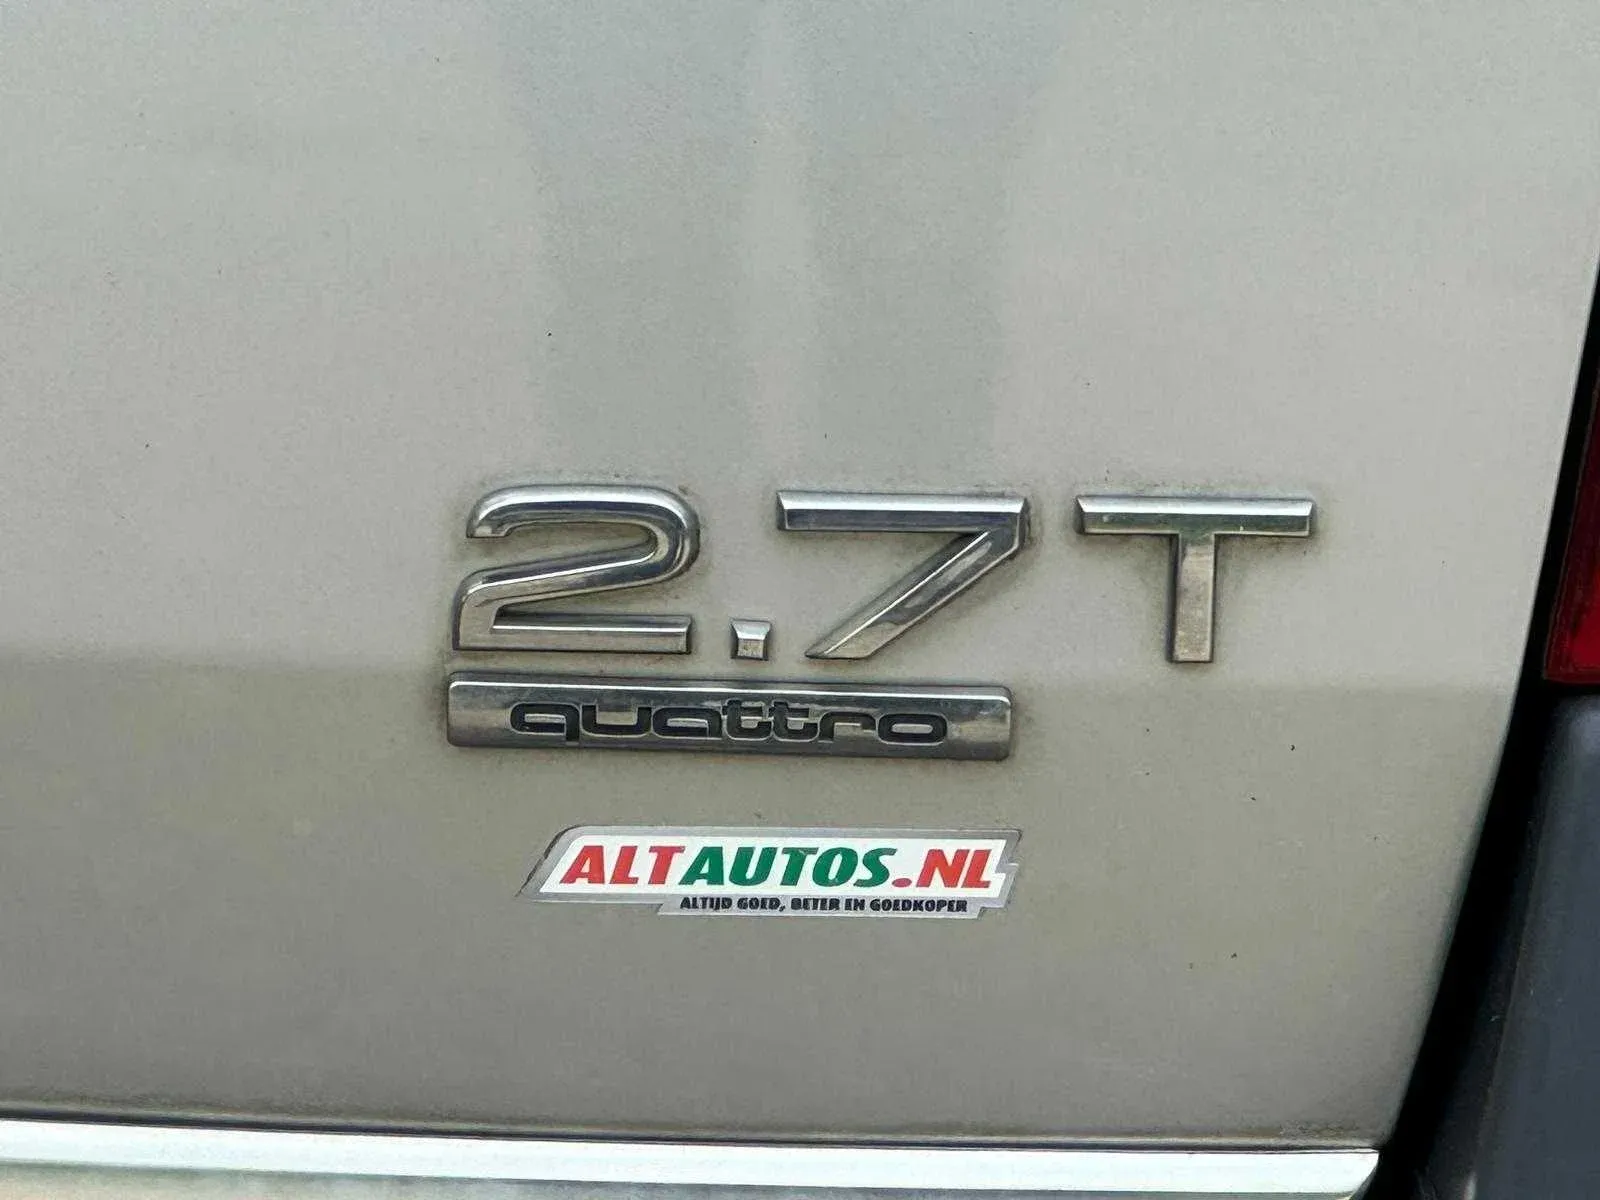 2.7T
quattro
ALTAUTOS.NL
ALTIJD GOED, BETER EN GOEDKOPER